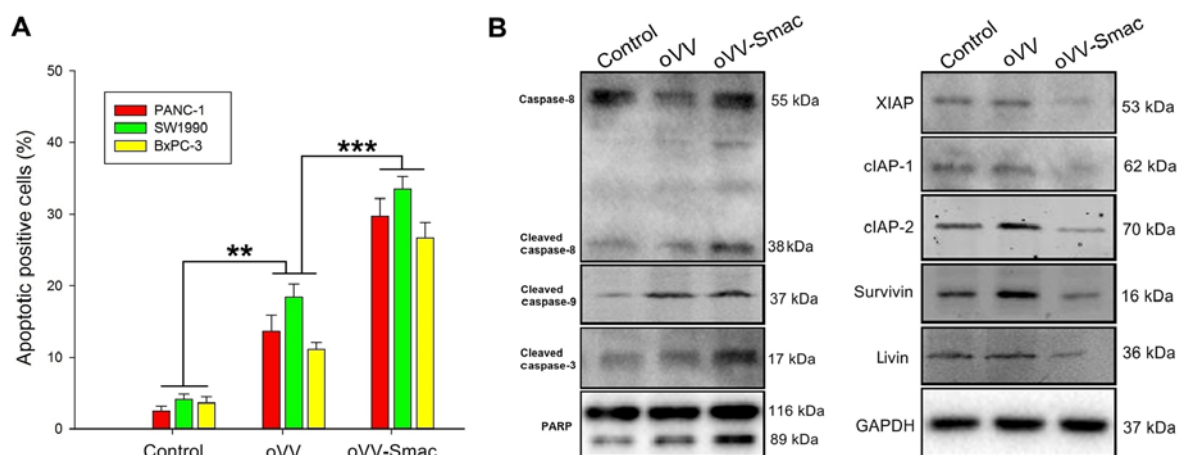 A
Apoptotic positive cells (%)
50
40
30
20
10
0
PANC-1
SW1990
BxPC-3
**
***
Control
oVV
oVV-Smac
B
Control
oVV
oVV-Smac
Caspase-8
55 kDa
Cleaved
caspase-8
38 kDa
Cleaved
caspase-9
37 kDa
Cleaved
caspase-3
17 kDa
PARP
116 kDa
89 kDa
Control
oVV
oVV-Smac
XIAP
53 kDa
cIAP-1
62 kDa
cIAP-2
70 kDa
Survivin
16 kDa
Livin
36 kDa
GAPDH
37 kDa